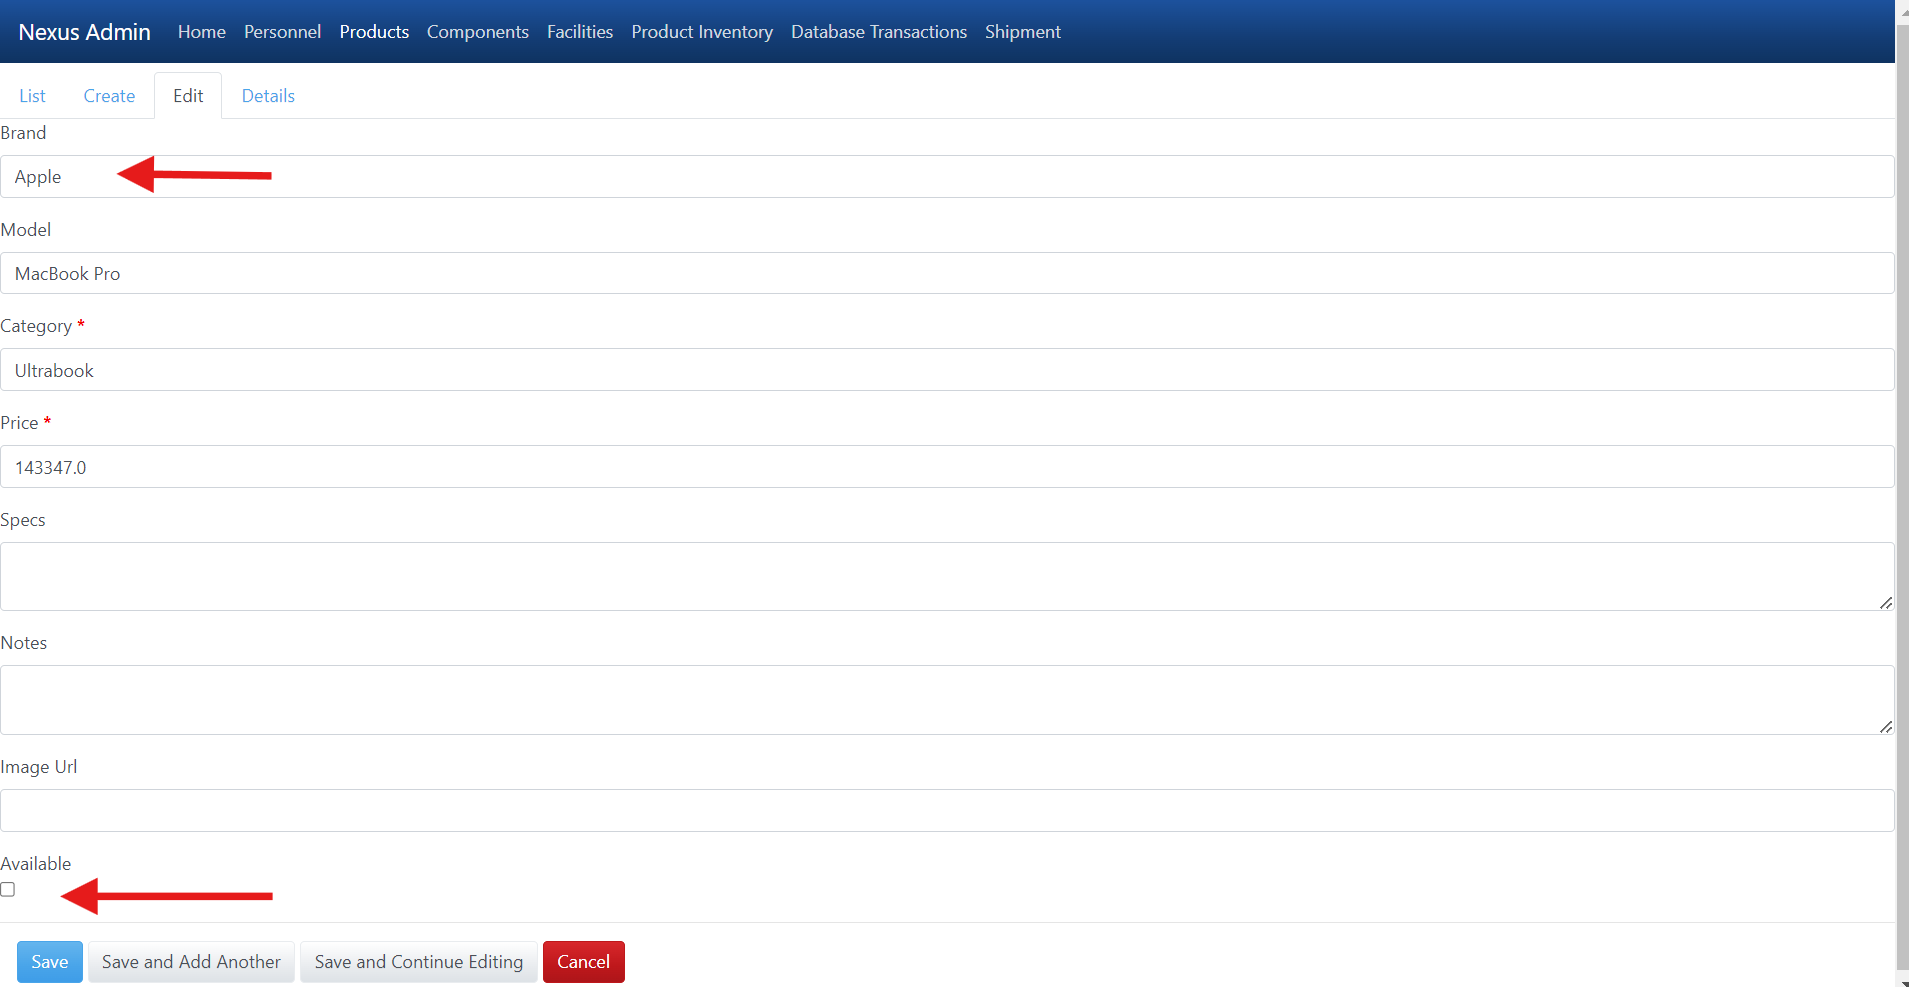 Nexus Admin Home Personnel Products Components Facilities Product Inventory Database Transactions Shipment
List Create Edit Details
Brand
Apple
Model
MacBook Pro
Category *
Ultrabook
Price *
143347.0
Specs
Notes
Image Url
Available
Save Save and Add Another Save and Continue Editing Cancel